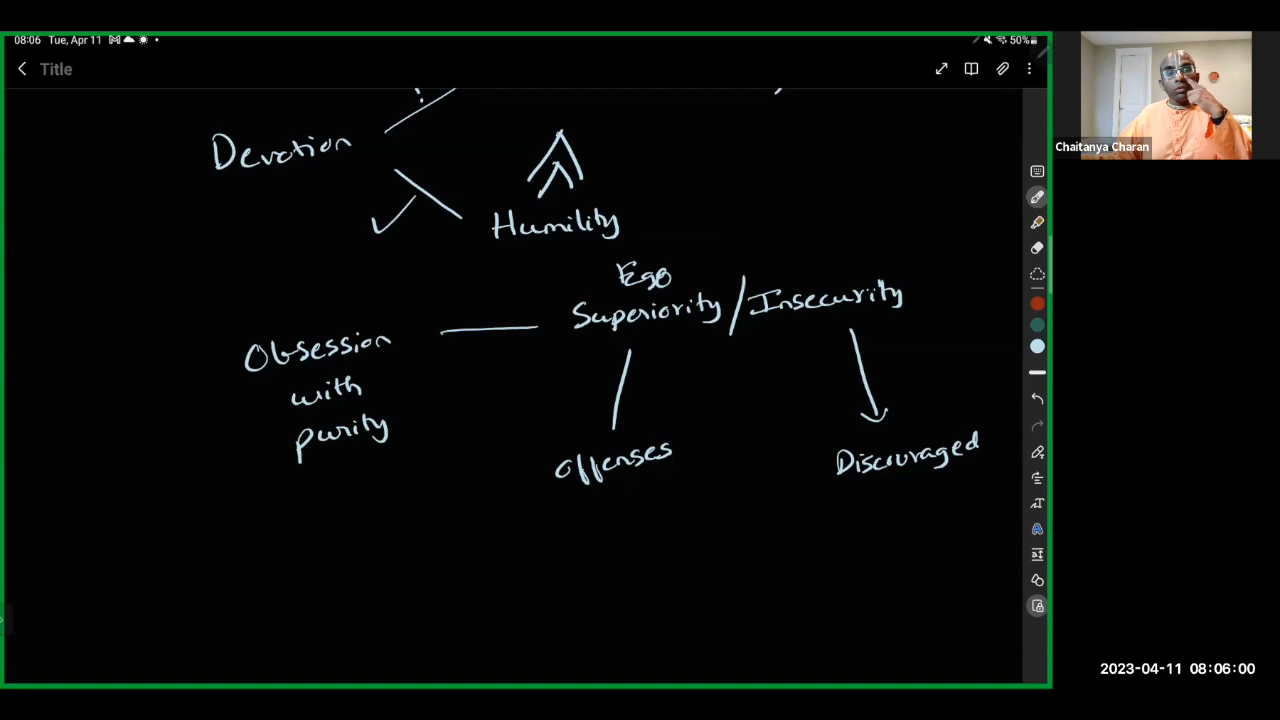 08:06 Tue, Apr 11
50%
Title
Devotion
Humility
Ego
Superiority / Insecurity
Obsession
with
purity
Offenses
Discouraged
Chaitanya Charan
2023-04-11 08:06:00